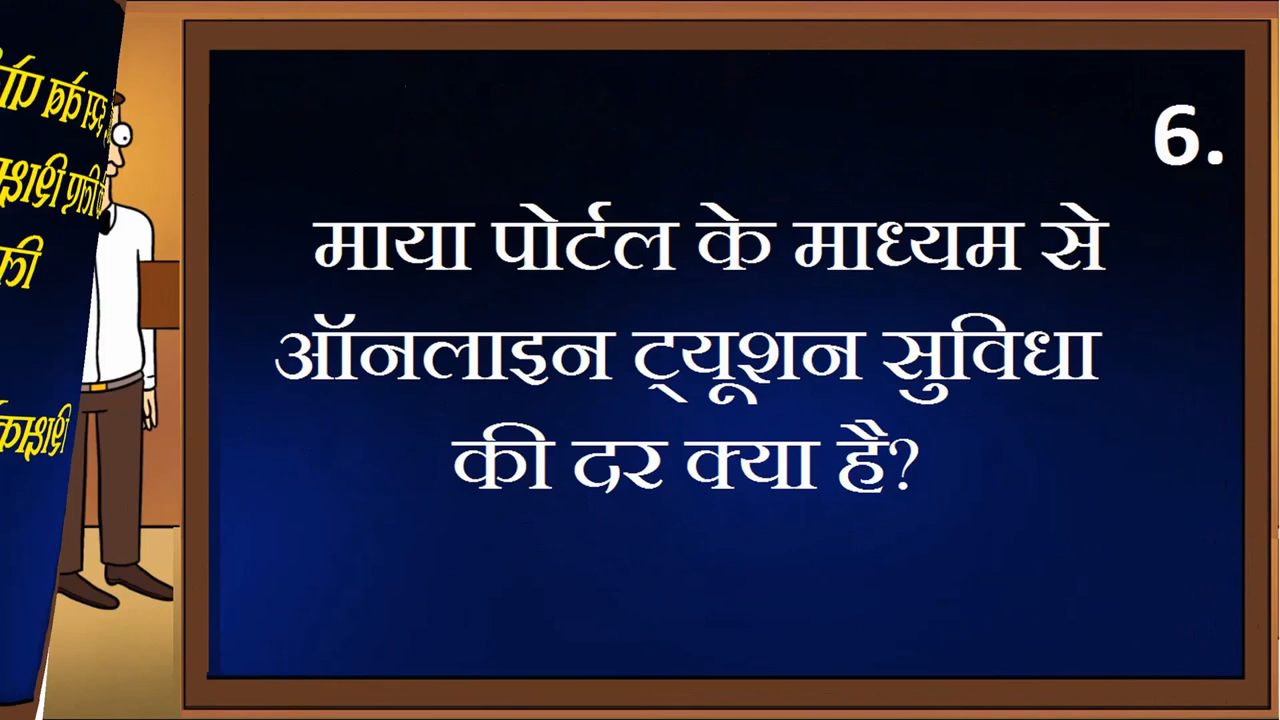 6.
माया पोर्टल के माध्यम से
ऑनलाइन ट्यूशन सुविधा
की दर क्या है?